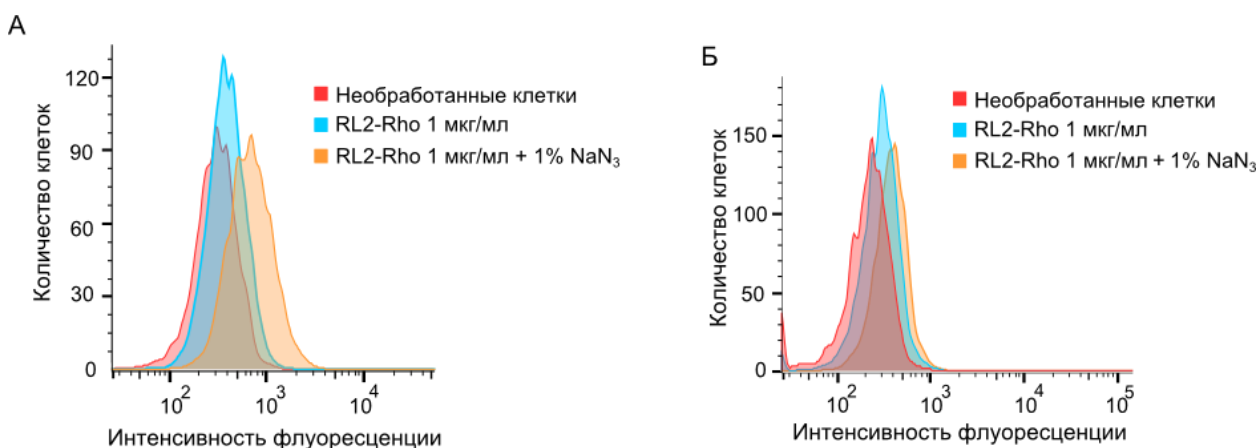 А
Количество клеток
120
90
60
30
0
10²
10³
10⁴
Интенсивность флуоресценции
Необработанные клетки
RL2-Rho 1 мкг/мл
RL2-Rho 1 мкг/мл + 1% NaN₃
Б
Количество клеток
150
100
50
0
10²
10³
10⁴
10⁵
Интенсивность флуоресценции
Необработанные клетки
RL2-Rho 1 мкг/мл
RL2-Rho 1 мкг/мл + 1% NaN₃